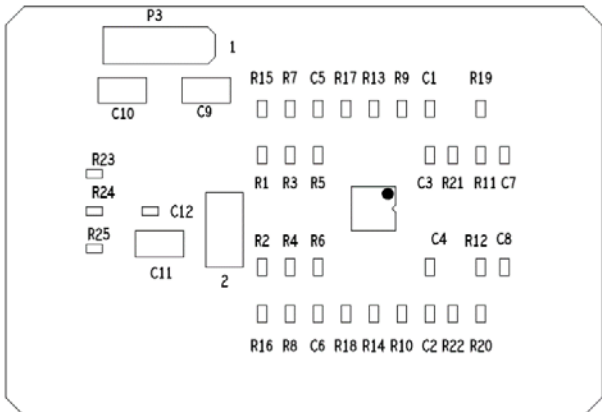 P3
1
C10 C9
R15 R7 C5 R17 R13 R9 C1 R19
R23
R24
R25
C12
C11
2
R1 R3 R5 C3 R21 R11 C7
R2 R4 R6 C4 R12 C8
R16 R8 C6 R18 R14 R10 C2 R22 R20